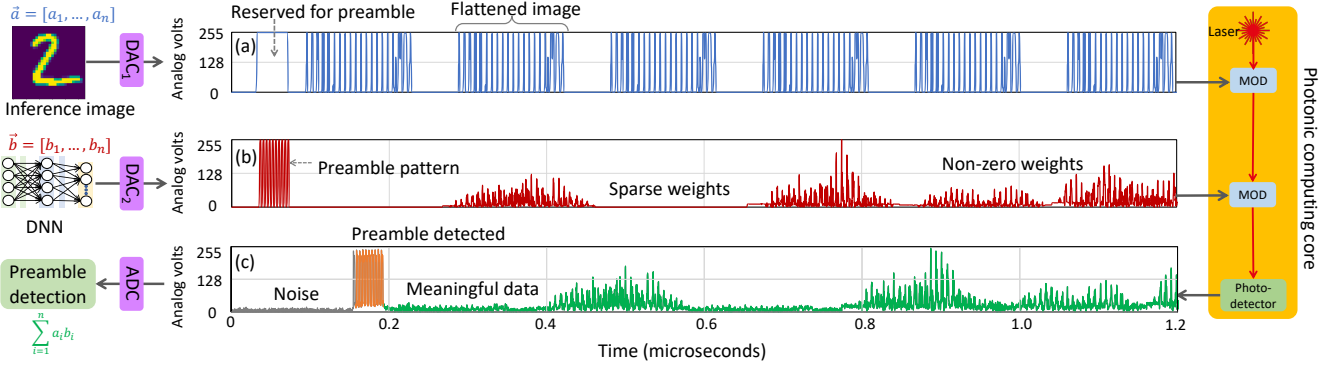 a⃗ = [a₁, … , aₙ]
Inference image
DAC₁
Analog volts
255
128
0
(a)
Reserved for preamble
Flattened image
b⃗ = [b₁, … , bₙ]
DNN
DAC₂
Analog volts
255
128
0
(b)
Preamble pattern
Sparse weights
Non-zero weights
Preamble detection
∑ᵢ₌₁ⁿ aᵢbᵢ
ADC
Analog volts
255
128
0
(c)
Preamble detected
Noise
Meaningful data
0 0.2 0.4 0.6 0.8 1.0 1.2
Time (microseconds)
Laser
MOD
MOD
Photo-
detector
Photonic computing core